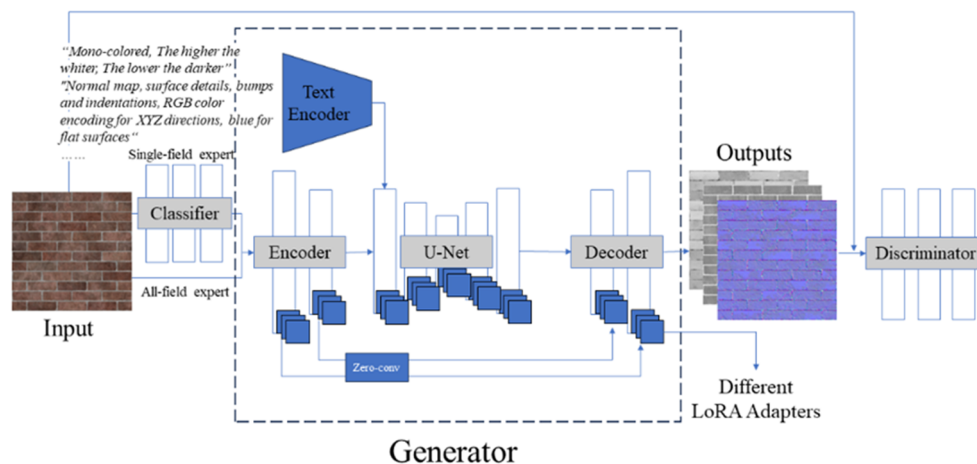 “Mono-colored, The higher the
whiter, The lower the darker”
"Normal map, surface details, bumps
and indentations, RGB color
encoding for XYZ directions, blue for
flat surfaces“
……
Single-field expert
Classifier
All-field expert
Input
Text
Encoder
Encoder
U-Net
Decoder
Zero-conv
Generator
Outputs
Discriminator
Different
LoRA Adapters